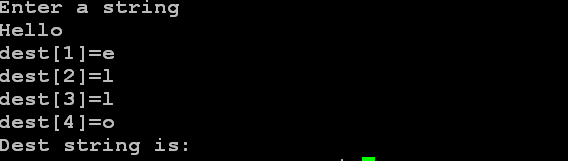 Enter a string
Hello
dest[1]=e
dest[2]=l
dest[3]=l
dest[4]=o
Dest string is: